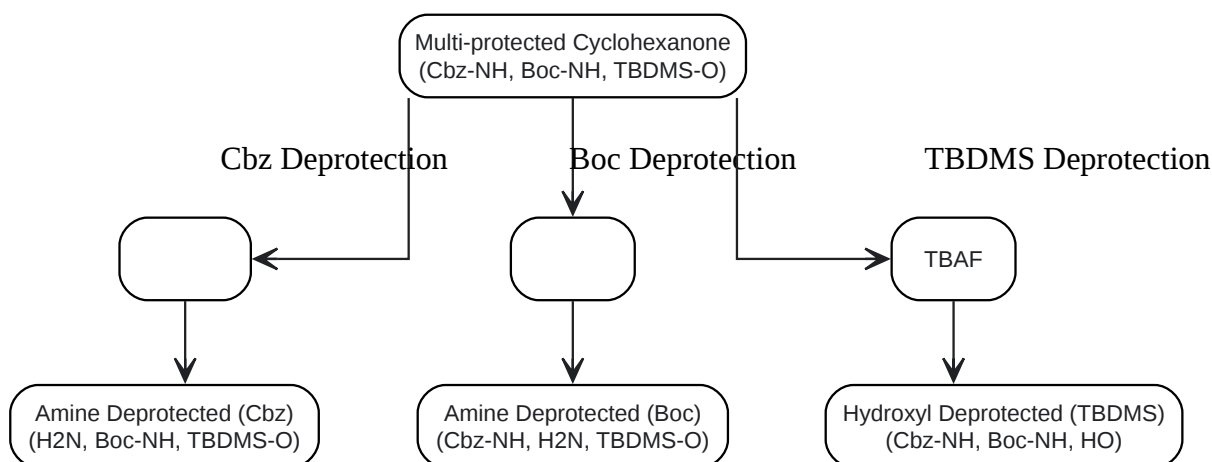 Multi-protected Cyclohexanone
(Cbz-NH, Boc-NH, TBDMS-O)
Cbz Deprotection
Boc Deprotection
TBDMS Deprotection
TBAF
Amine Deprotected (Cbz)
(H2N, Boc-NH, TBDMS-O)
Amine Deprotected (Boc)
(Cbz-NH, H2N, TBDMS-O)
Hydroxyl Deprotected (TBDMS)
(Cbz-NH, Boc-NH, HO)